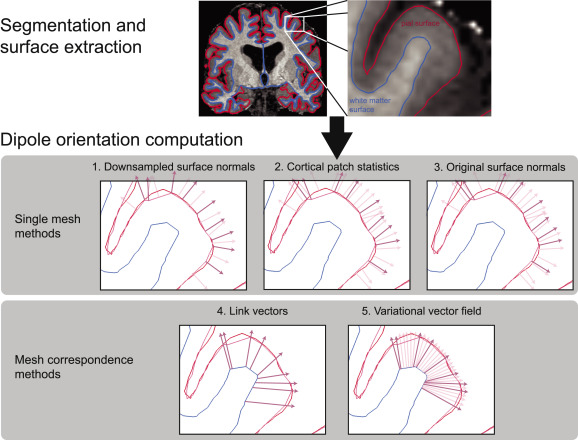 Segmentation and
surface extraction
pial surface
white matter
surface
Dipole orientation computation
1. Downsampled surface normals
2. Cortical patch statistics
3. Original surface normals
Single mesh
methods
4. Link vectors
5. Variational vector field
Mesh correspondence
methods